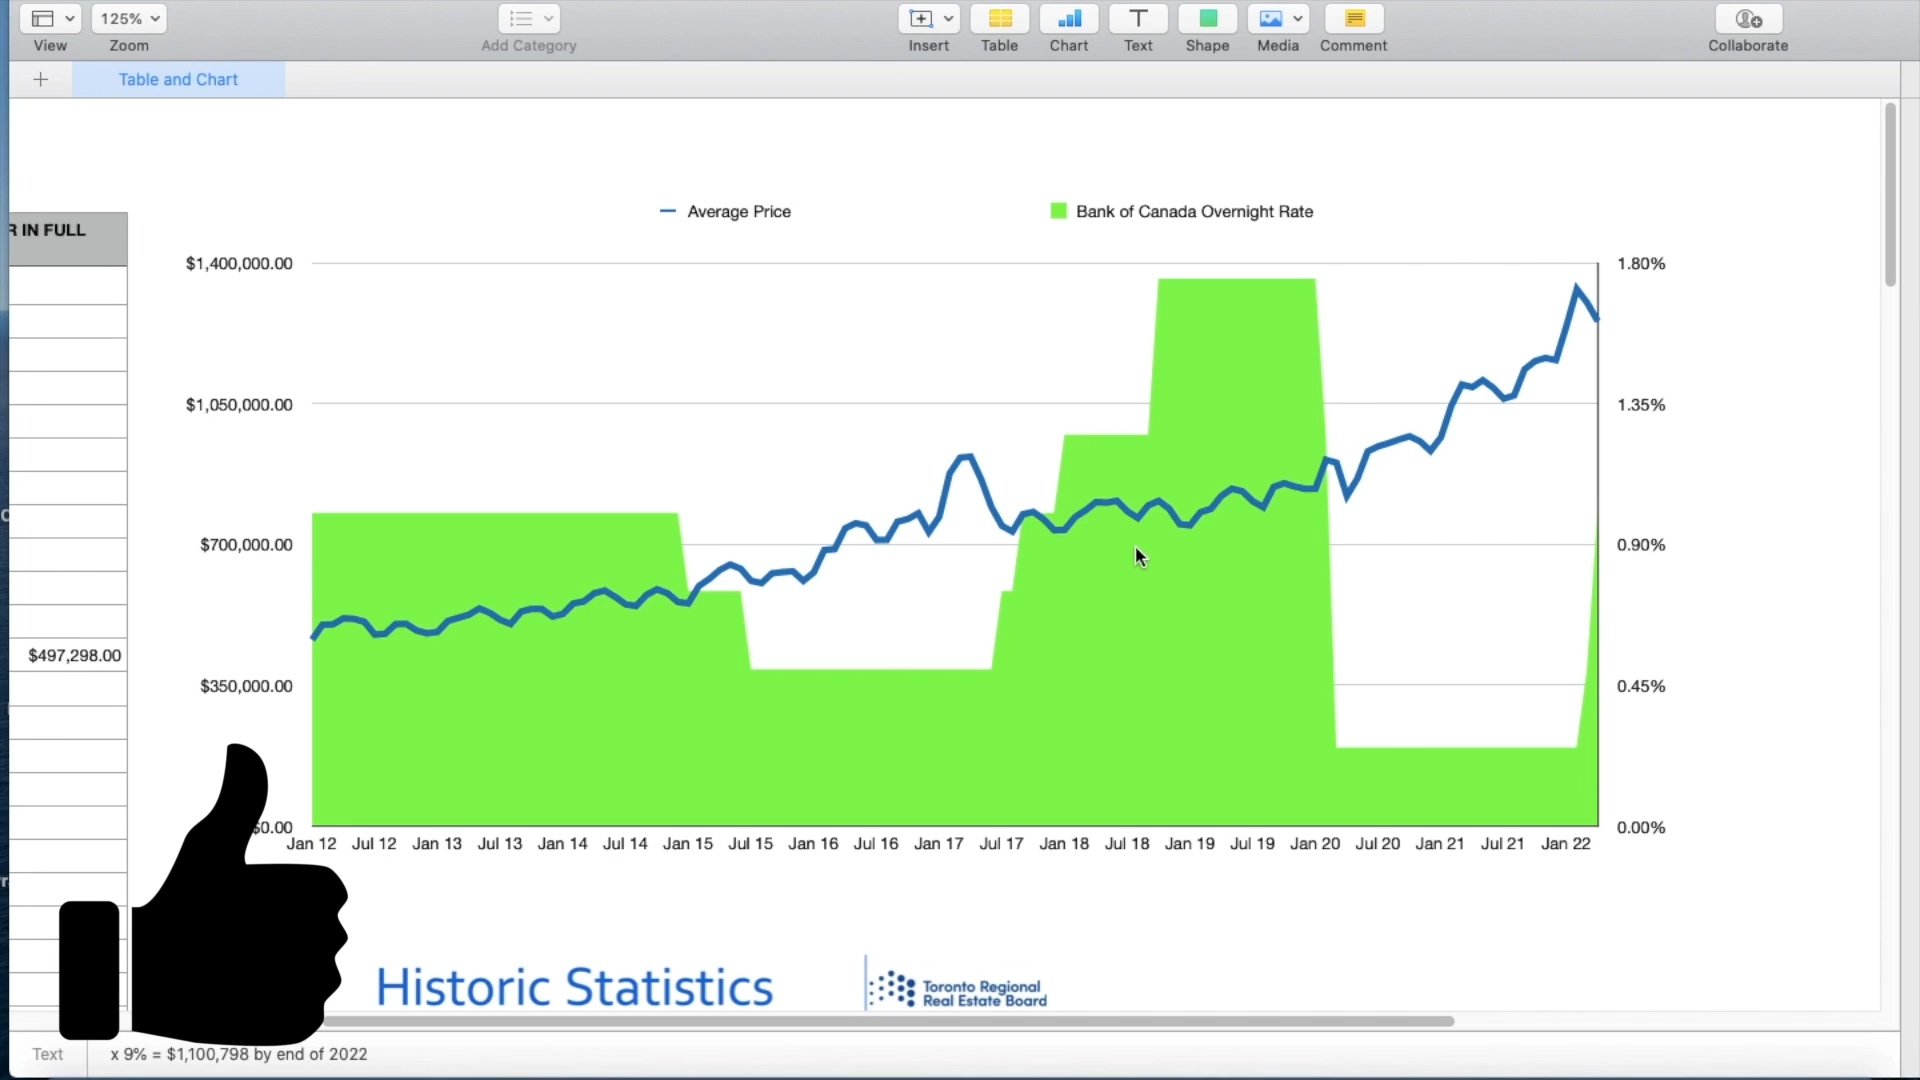 View
125%
Zoom
Add Category
Insert
Table
Chart
Text
Shape
Media
Comment
Collaborate
Table and Chart
Average Price
Bank of Canada Overnight Rate
R IN FULL
$497,298.00
$1,400,000.00
$1,050,000.00
$700,000.00
$350,000.00
$0.00
1.80%
1.35%
0.90%
0.45%
0.00%
Jan 12 Jul 12 Jan 13 Jul 13 Jan 14 Jul 14 Jan 15 Jul 15 Jan 16 Jul 16 Jan 17 Jul 17 Jan 18 Jul 18 Jan 19 Jul 19 Jan 20 Jul 20 Jan 21 Jul 21 Jan 22
Historic Statistics
Toronto Regional
Real Estate Board
Text
x 9% = $1,100,798 by end of 2022